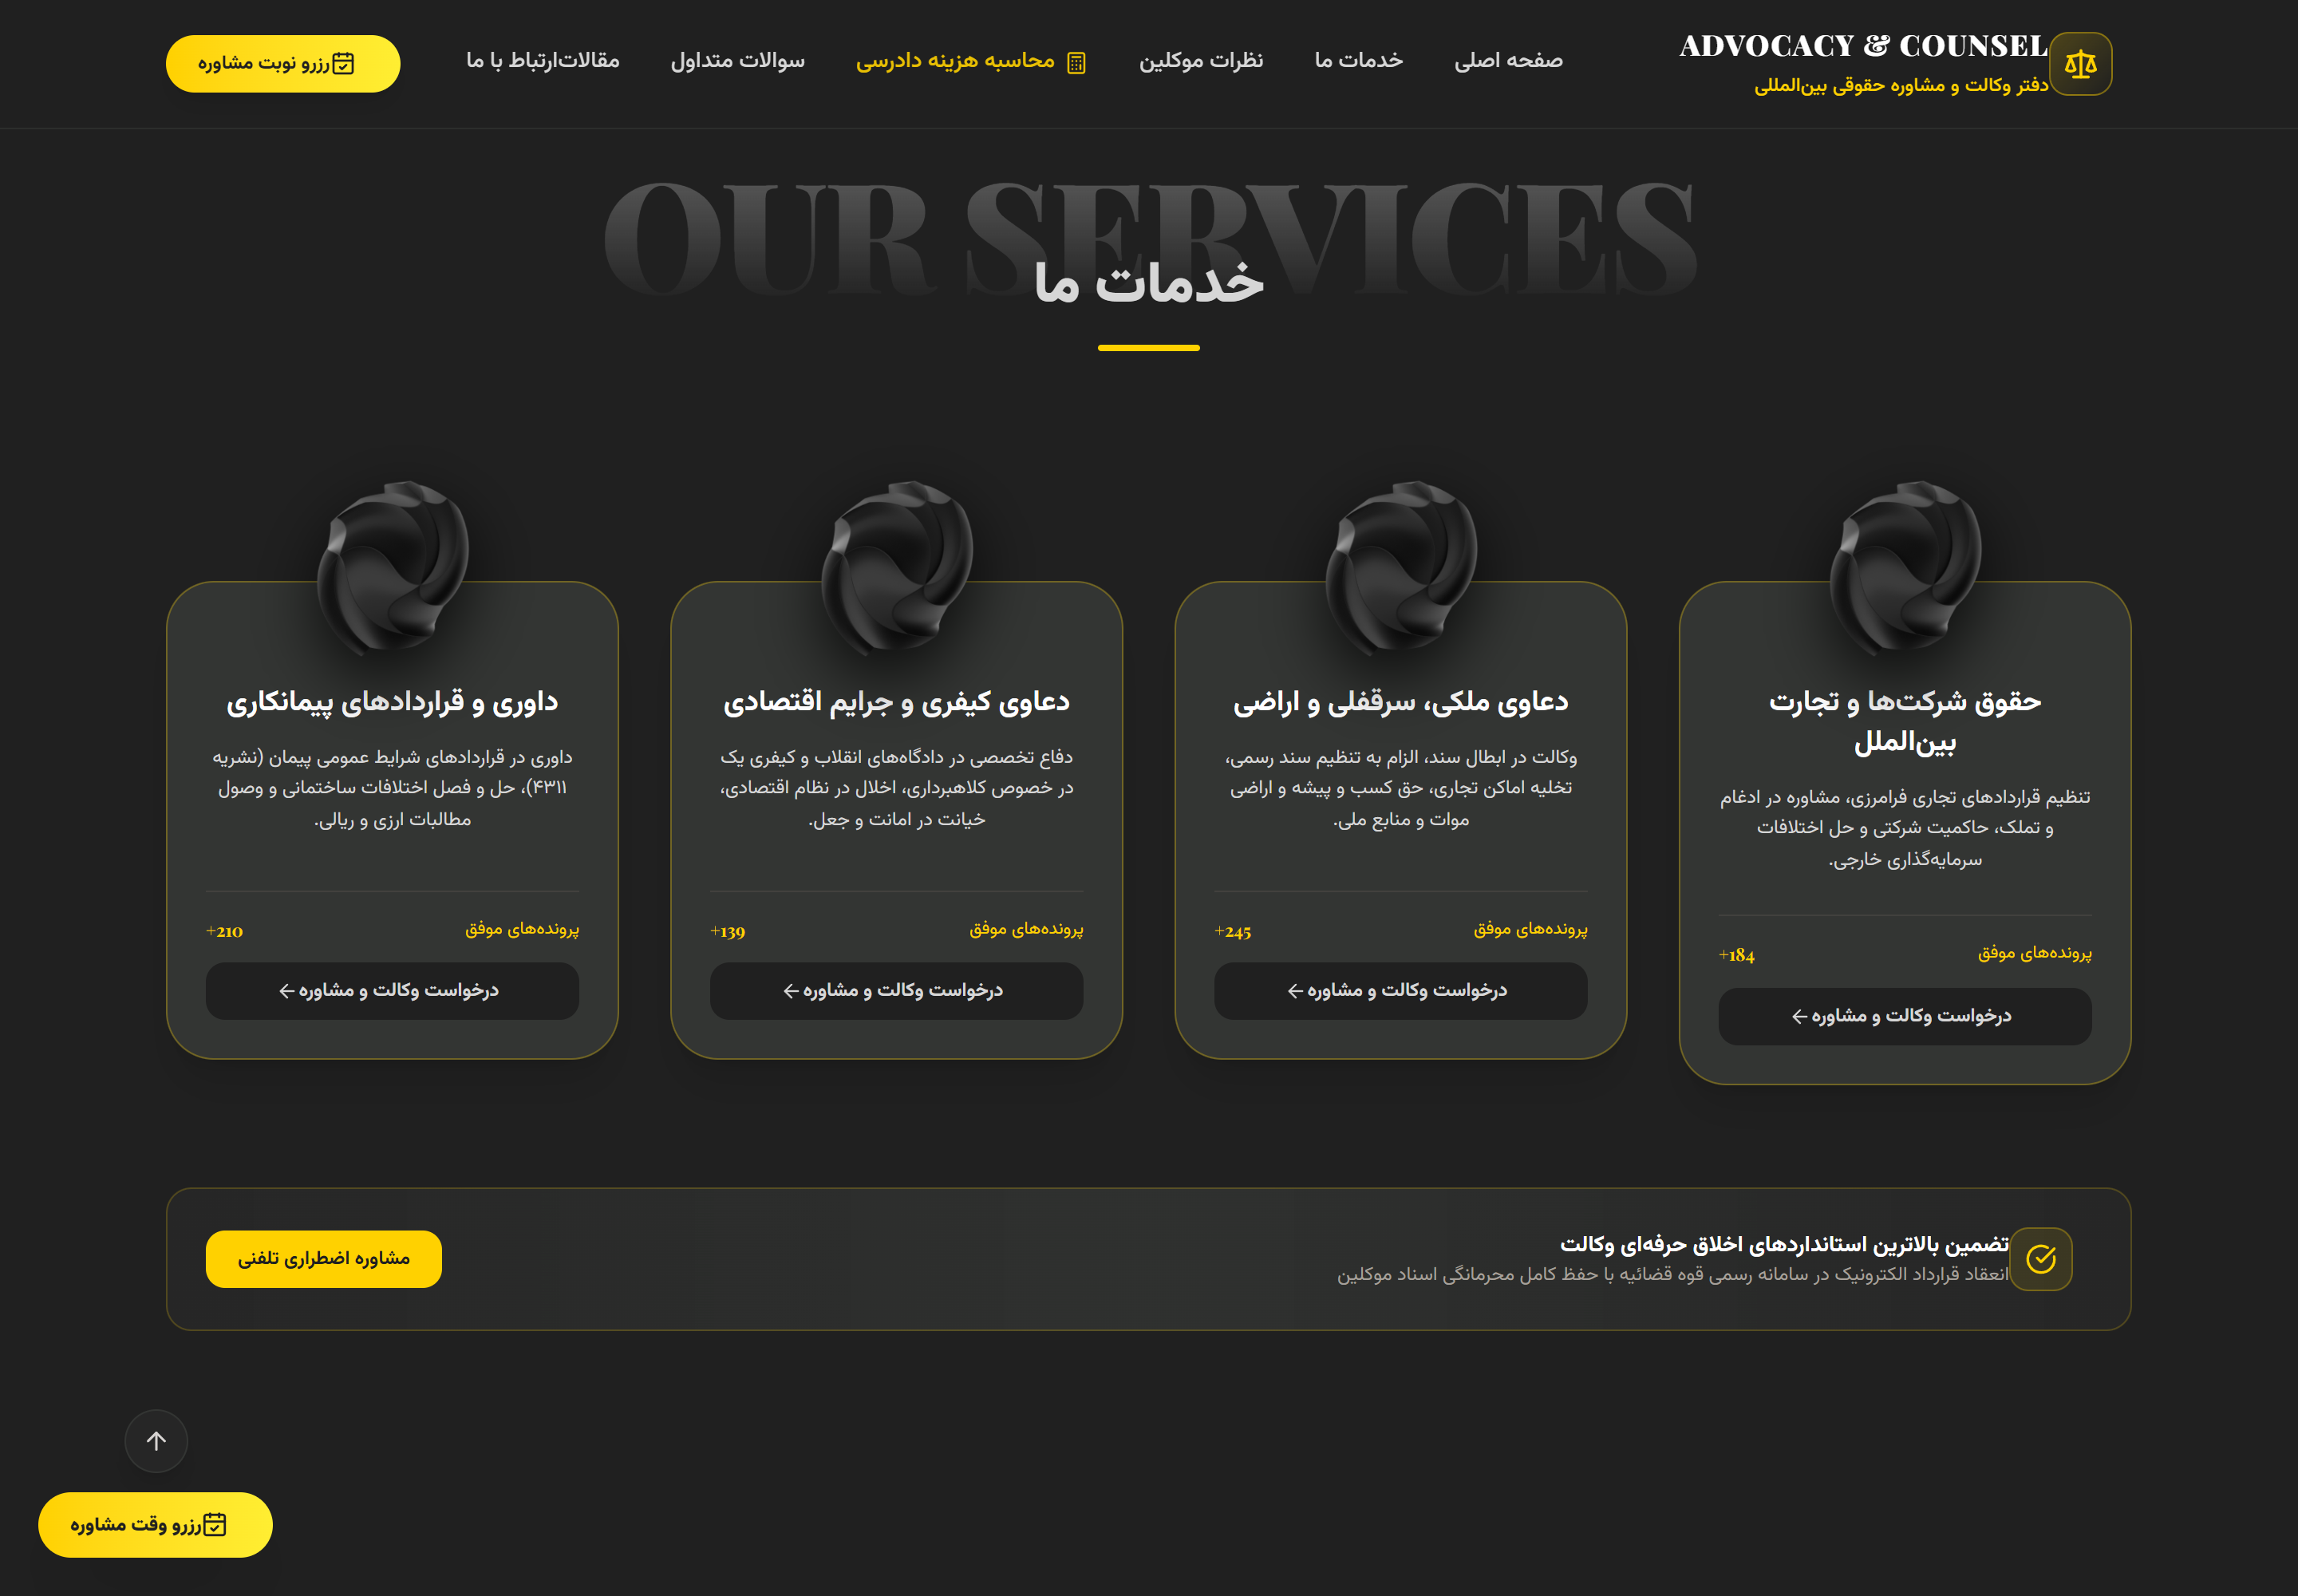 ADVOCACY & COUNSEL
دفتر وکالت و مشاوره حقوقی بین‌المللی
صفحه اصلی
خدمات ما
نظرات موکلین
محاسبه هزینه دادرسی
سوالات متداول
مقالات
ارتباط با ما
رزرو نوبت مشاوره
OUR SERVICES
خدمات ما
حقوق شرکت‌ها و تجارت
بین‌الملل
تنظیم قراردادهای تجاری فرامرزی، مشاوره در ادغام
و تملک، حاکمیت شرکتی و حل اختلافات
سرمایه‌گذاری خارجی.
پرونده‌های موفق
+184
درخواست وکالت و مشاوره
دعاوی ملکی، سرقفلی و اراضی
وکالت در ابطال سند، الزام به تنظیم سند رسمی،
تخلیه اماکن تجاری، حق کسب و پیشه و اراضی
موات و منابع ملی.
پرونده‌های موفق
+245
درخواست وکالت و مشاوره
دعاوی کیفری و جرایم اقتصادی
دفاع تخصصی در دادگاه‌های انقلاب و کیفری یک
در خصوص کلاهبرداری، اخلال در نظام اقتصادی،
خیانت در امانت و جعل.
پرونده‌های موفق
+139
درخواست وکالت و مشاوره
داوری و قراردادهای پیمانکاری
داوری در قراردادهای شرایط عمومی پیمان (نشریه
۴۳۱۱)، حل و فصل اختلافات ساختمانی و وصول
مطالبات ارزی و ریالی.
پرونده‌های موفق
+210
درخواست وکالت و مشاوره
تضمین بالاترین استانداردهای اخلاق حرفه‌ای وکالت
انعقاد قرارداد الکترونیک در سامانه رسمی قوه قضائیه با حفظ کامل محرمانگی اسناد موکلین
مشاوره اضطراری تلفنی
رزرو وقت مشاوره